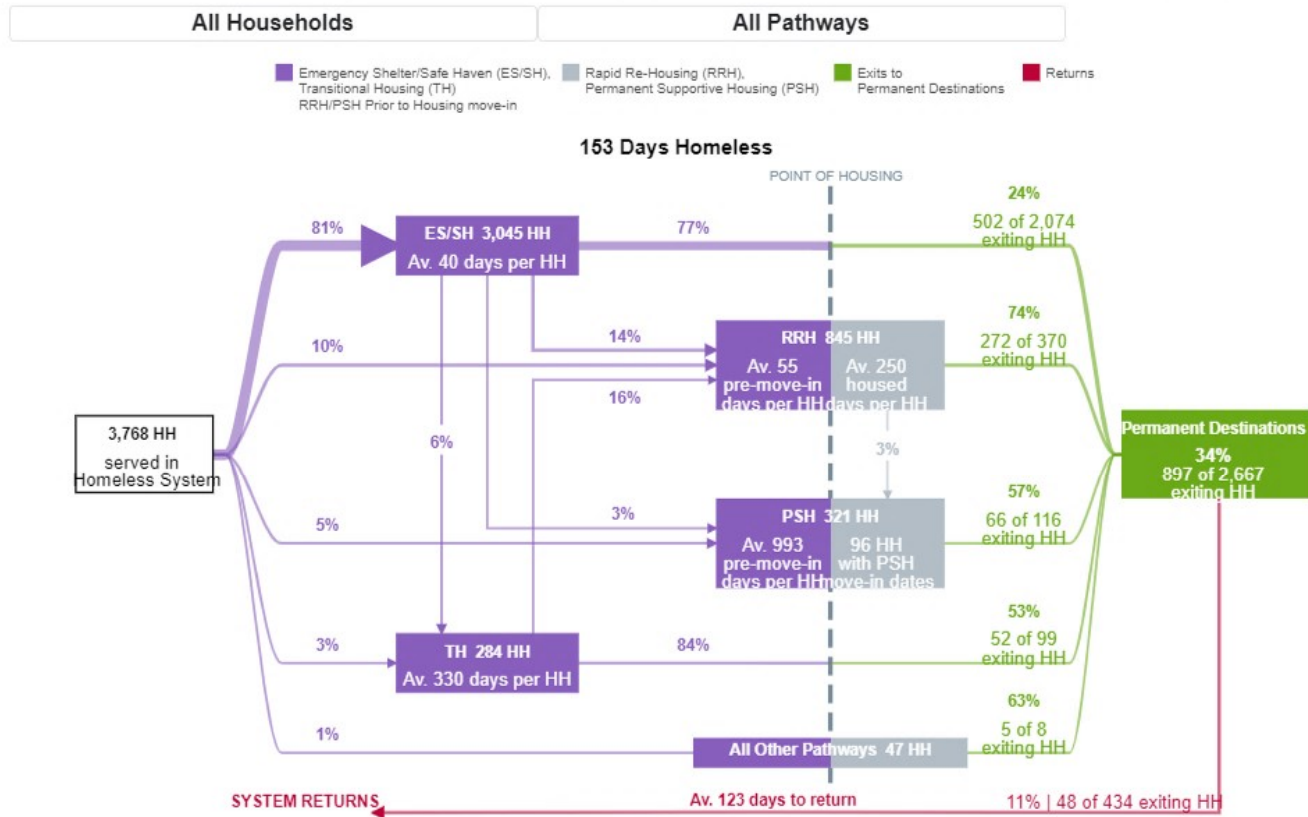 All Households
All Pathways
Emergency Shelter/Safe Haven (ES/SH),
Transitional Housing (TH)
RRH/PSH Prior to Housing move-in
Rapid Re-Housing (RRH),
Permanent Supportive Housing (PSH)
Exits to
Permanent Destinations
Returns
153 Days Homeless
POINT OF HOUSING
81%
ES/SH 3,045 HH
Av. 40 days per HH
77%
24%
502 of 2,074
exiting HH
10%
14%
16%
RRH 845 HH
Av. 55
pre-move-in
days per HH
Av. 250
housed
days per HH
74%
272 of 370
exiting HH
3,768 HH
served in
Homeless System
6%
3%
Permanent Destinations
34%
897 of 2,667
exiting HH
5%
3%
PSH 321 HH
Av. 993
pre-move-in
days per HH
96 HH
with PSH
move-in dates
57%
66 of 116
exiting HH
3%
TH 284 HH
Av. 330 days per HH
84%
53%
52 of 99
exiting HH
1%
All Other Pathways 47 HH
63%
5 of 8
exiting HH
SYSTEM RETURNS
Av. 123 days to return
11% | 48 of 434 exiting HH